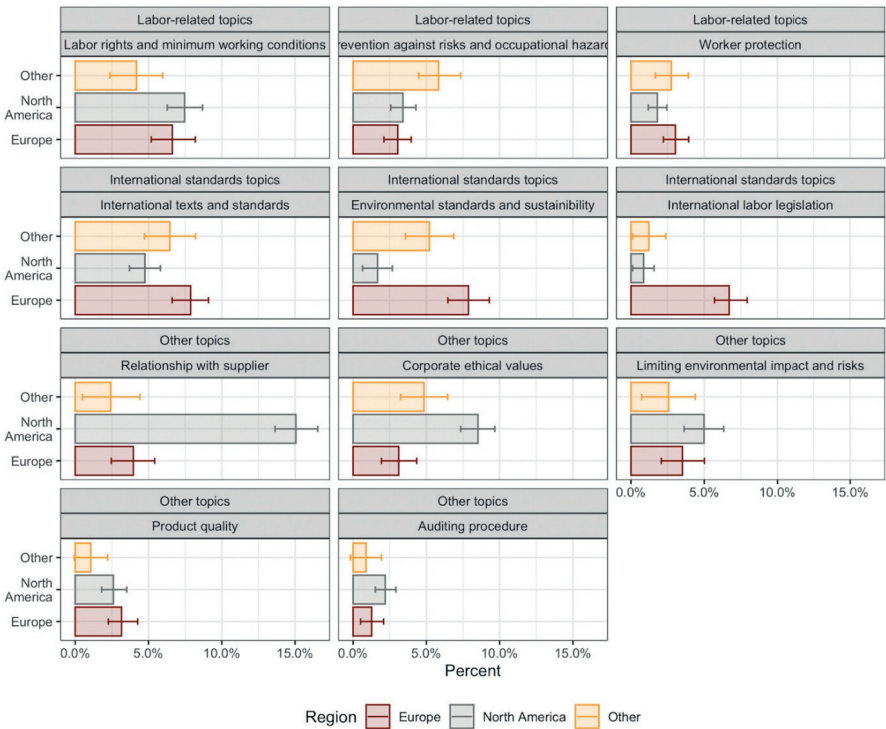 Labor-related topics
Labor-related topics
Labor-related topics
Labor rights and minimum working conditions
revention against risks and occupational hazard
Worker protection
Other
North
America
Europe
International standards topics
International standards topics
International standards topics
International texts and standards
Environmental standards and sustainibility
International labor legislation
Other
North
America
Europe
Other topics
Other topics
Other topics
Relationship with supplier
Corporate ethical values
Limiting environmental impact and risks
Other
North
America
Europe
0.0% 5.0% 10.0% 15.0%
Other topics
Other topics
Product quality
Auditing procedure
Other
North
America
Europe
0.0% 5.0% 10.0% 15.0%
0.0% 5.0% 10.0% 15.0%
Percent
Region Europe North America Other